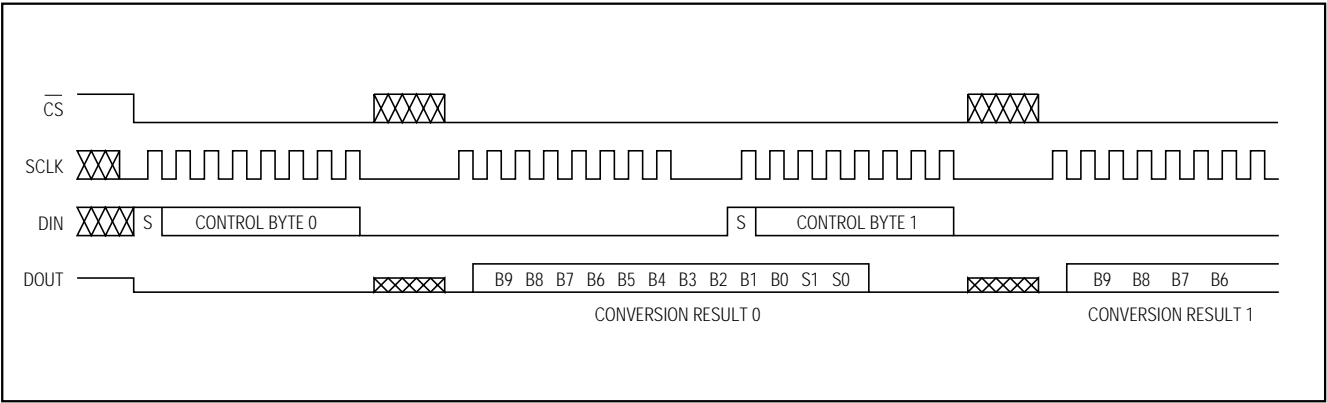 CS
SCLK
DIN S CONTROL BYTE 0 S CONTROL BYTE 1
DOUT B9 B8 B7 B6 B5 B4 B3 B2 B1 B0 S1 S0 B9 B8 B7 B6
CONVERSION RESULT 0 CONVERSION RESULT 1